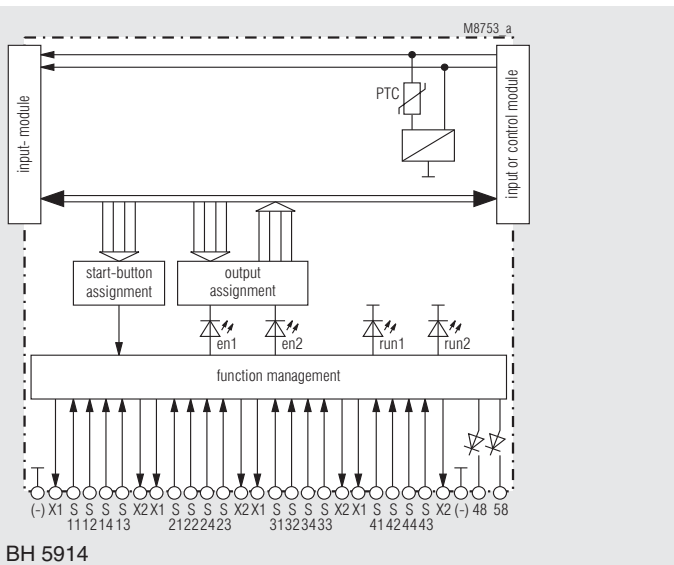 M8753_a
input- module
PTC
input or control module
start-button
assignment
output
assignment
en1 en2 run1 run2
function management
(-) X1 S S S S X2 X1 S S S S X2 X1 S S S S X2 X1 S S S S X2 (-) 48 58
11 12 14 13 21 22 24 23 31 32 34 33 41 42 44 43
BH 5914